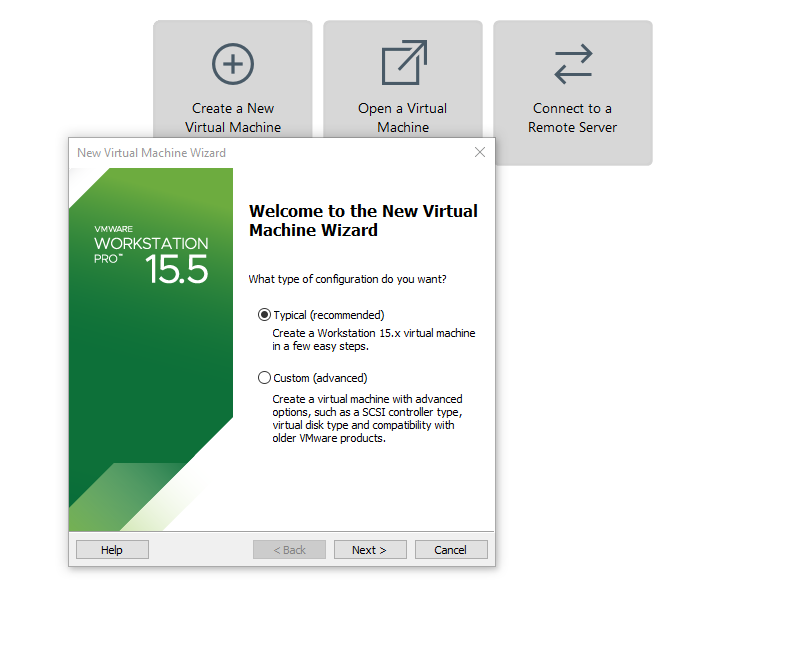 Create a New
Virtual Machine
Open a Virtual
Machine
Connect to a
Remote Server
New Virtual Machine Wizard
VMWARE
WORKSTATION
PRO™ 15.5
Welcome to the New Virtual
Machine Wizard
What type of configuration do you want?
Typical (recommended)
Create a Workstation 15.x virtual machine
in a few easy steps.
Custom (advanced)
Create a virtual machine with advanced
options, such as a SCSI controller type,
virtual disk type and compatibility with
older VMware products.
Help
< Back
Next >
Cancel